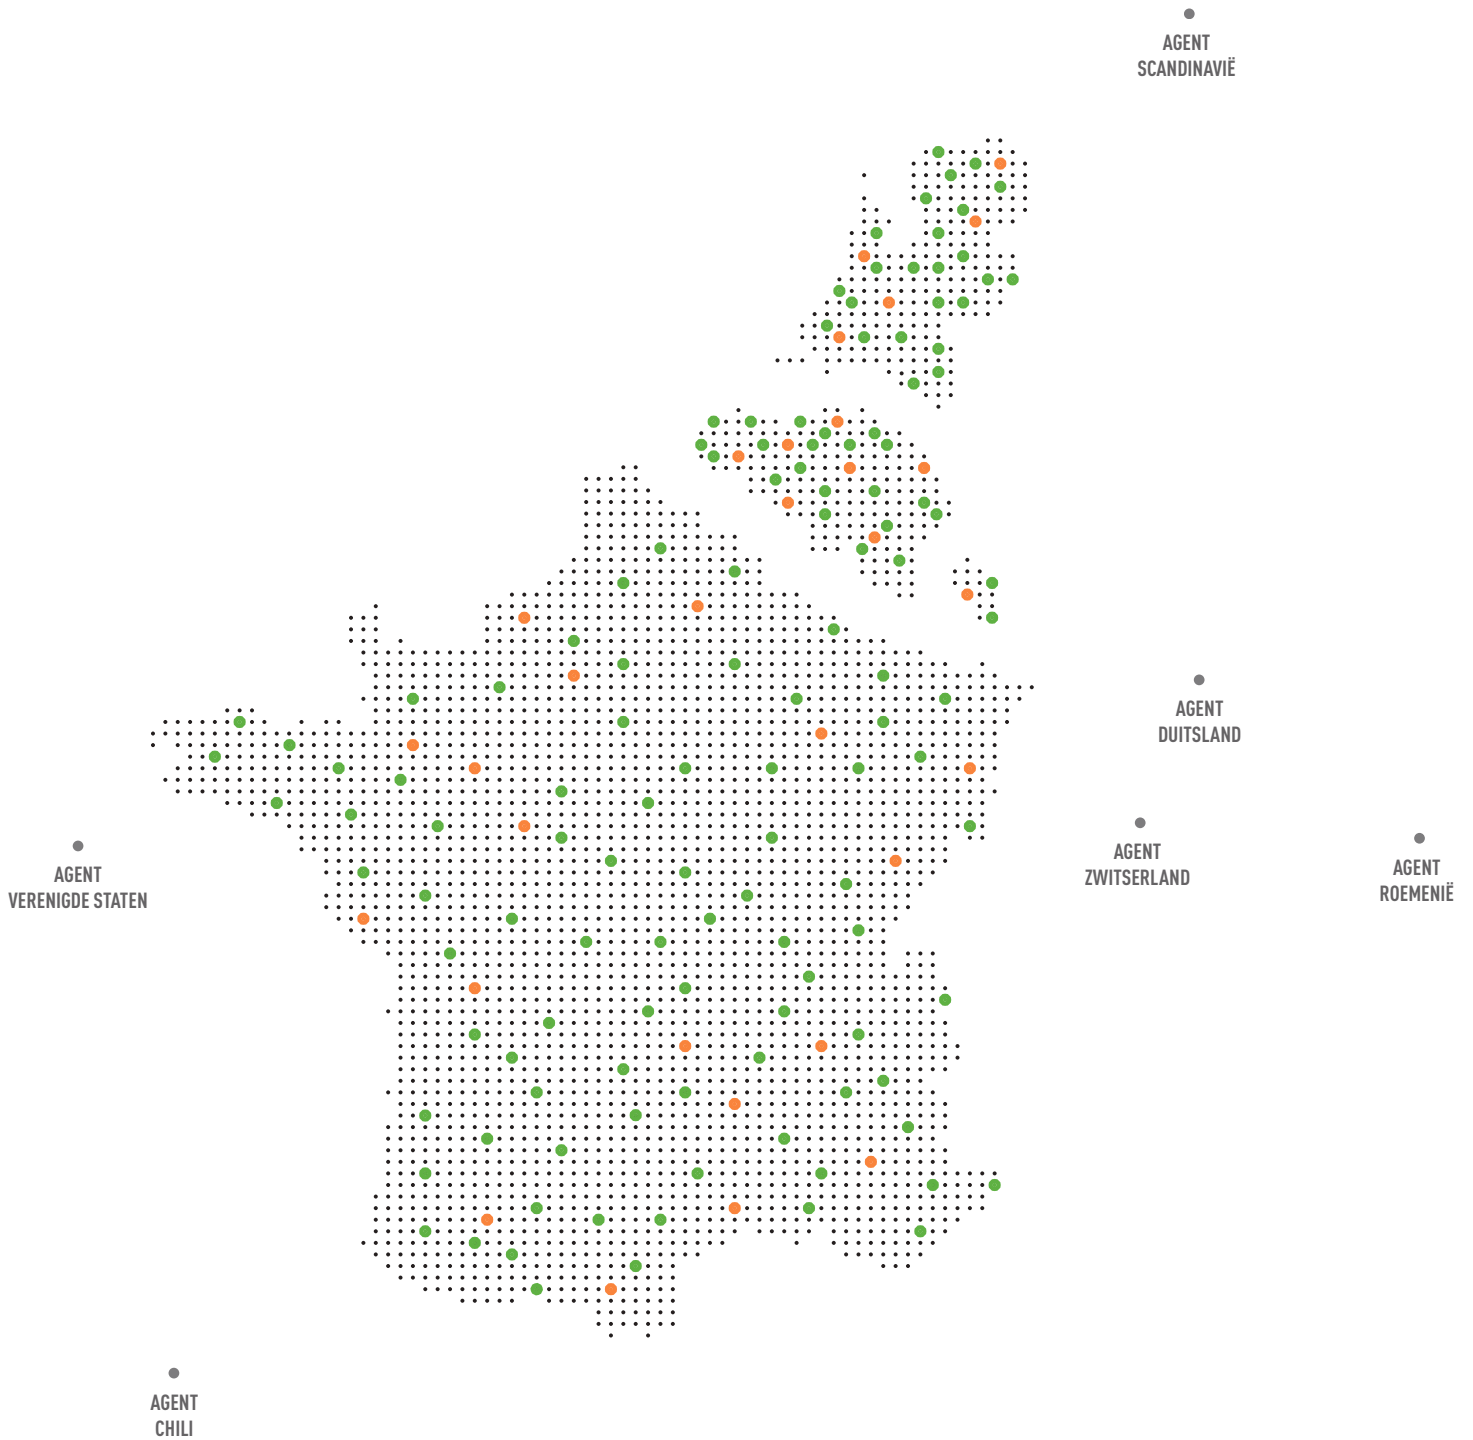 AGENT
SCANDINAVIË
AGENT
DUITSLAND
AGENT
ZWITSERLAND
AGENT
ROEMENIË
AGENT
VERENIGDE STATEN
AGENT
CHILI